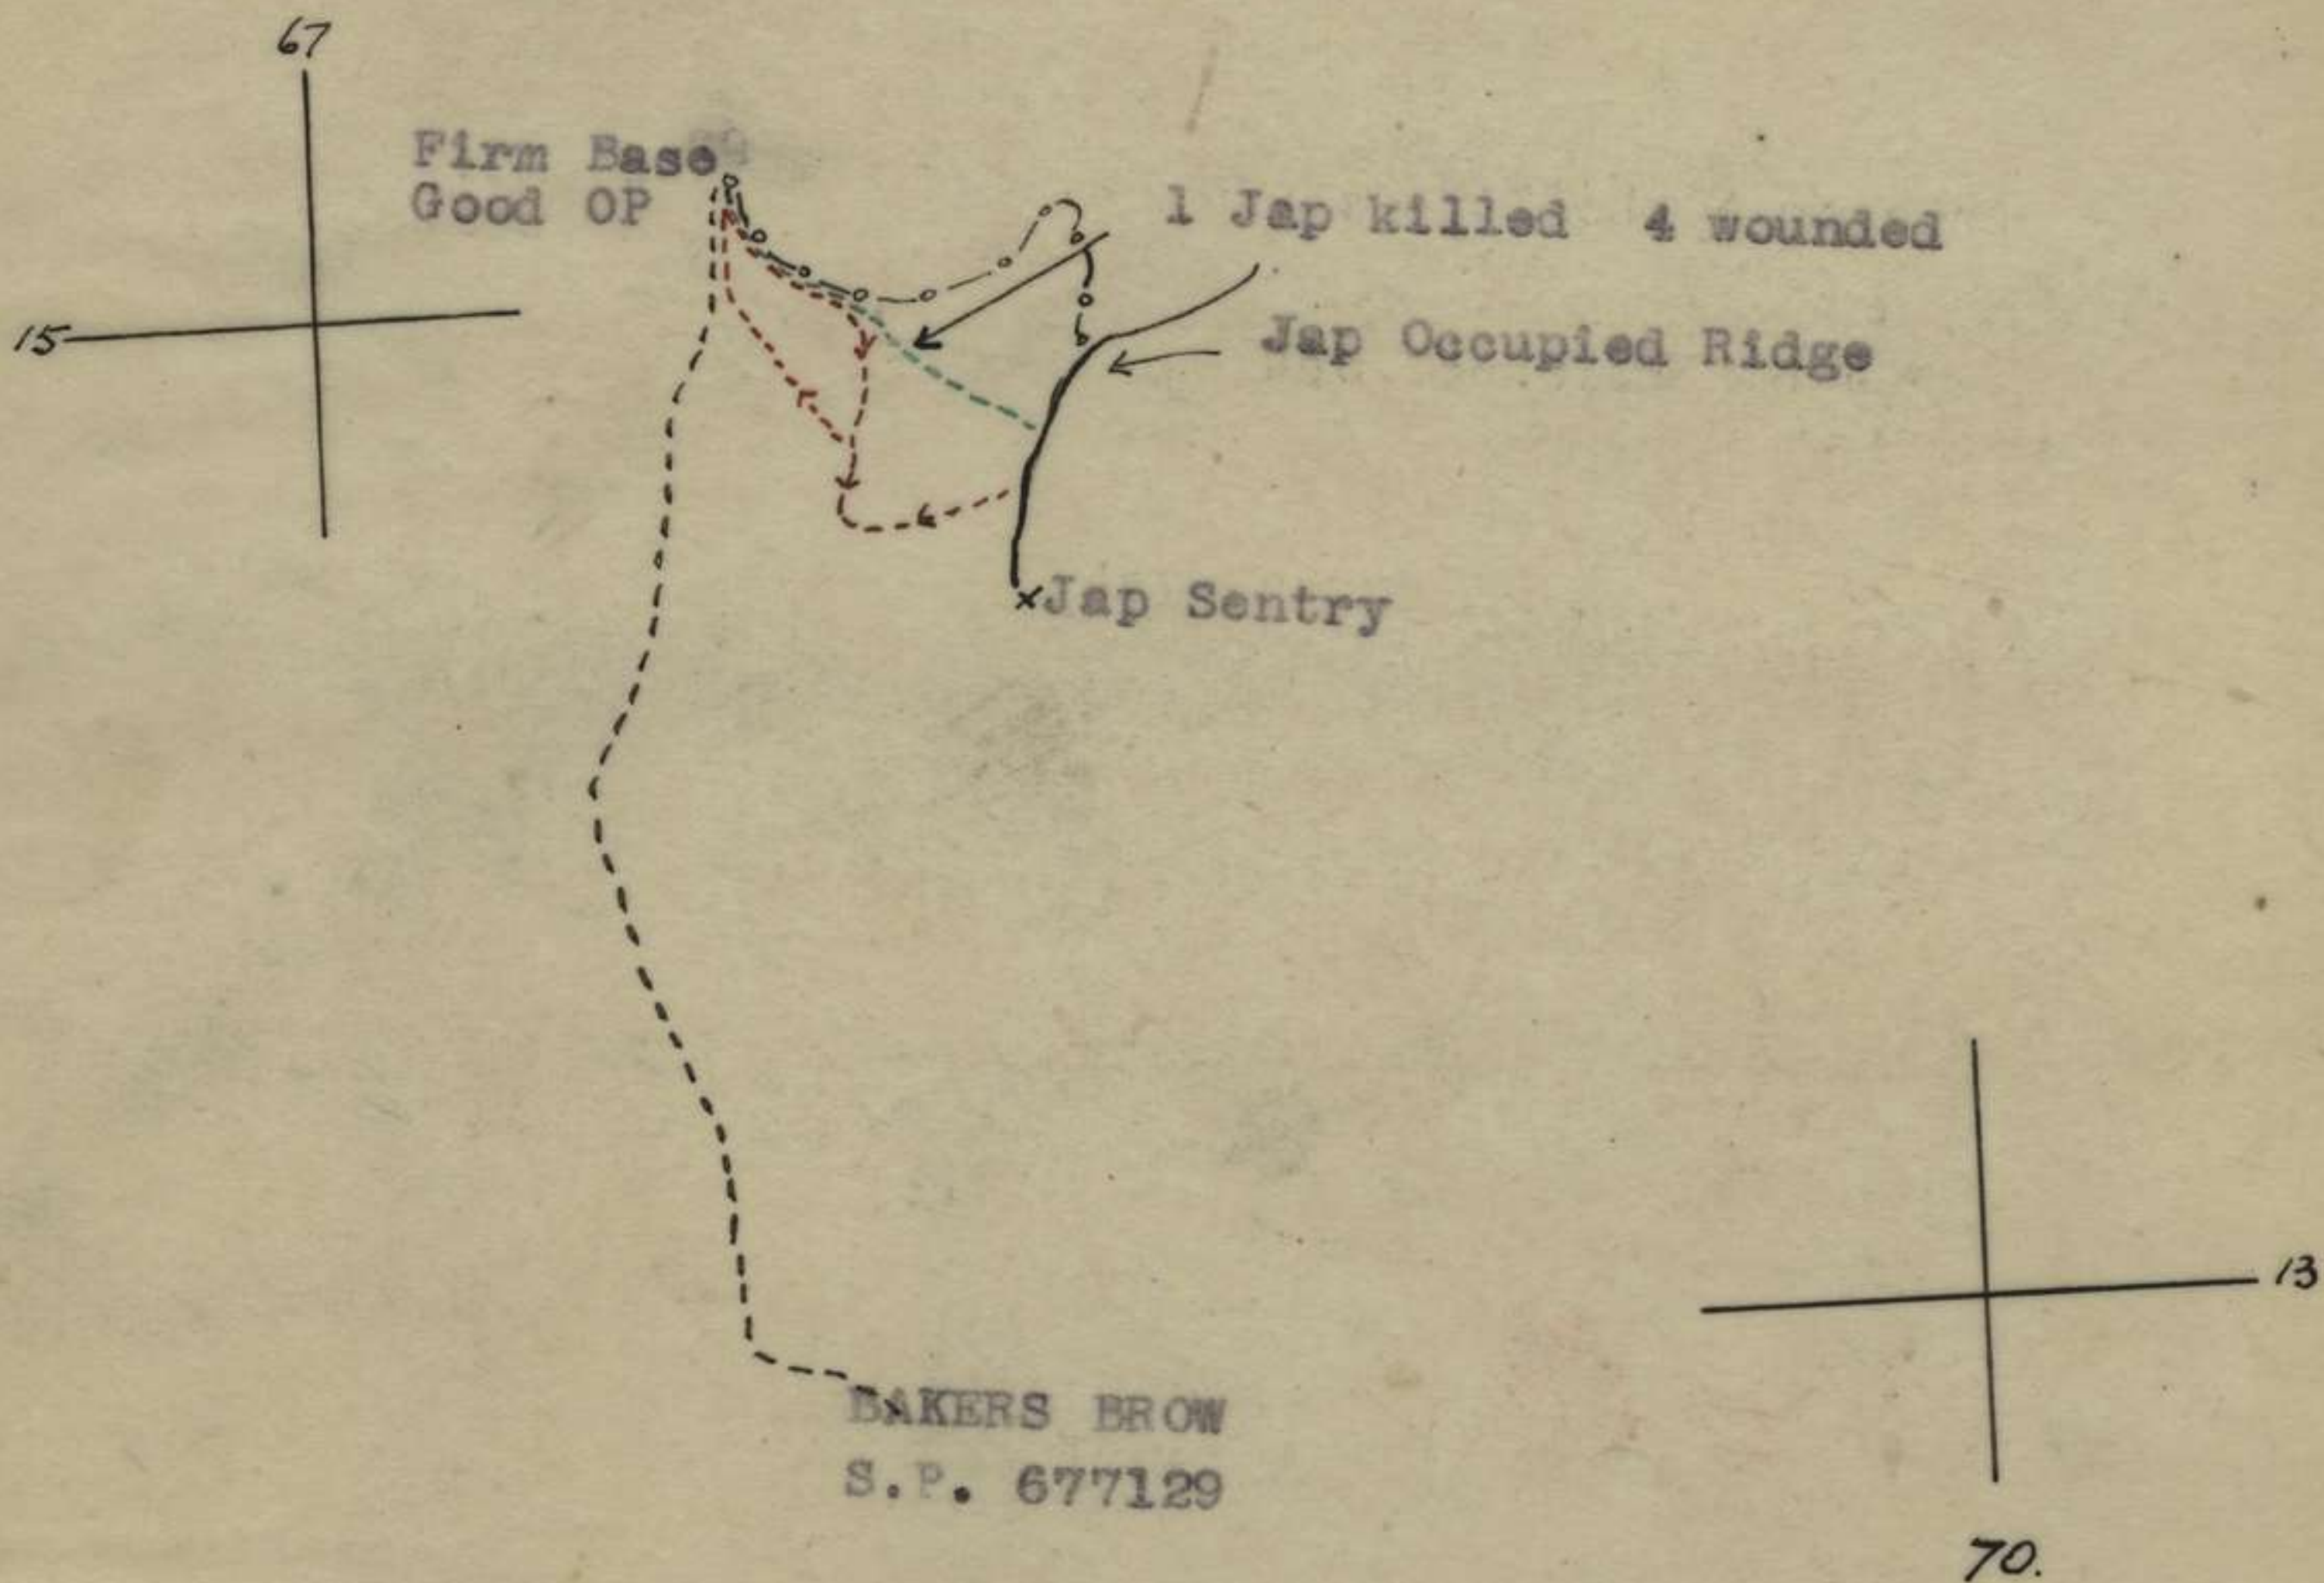 67
Firm Base
Good OP
1 Jap killed 4 wounded
15
Jap Occupied Ridge
Jap Sentry
13
BAKERS BROW
S.P. 677129
70.